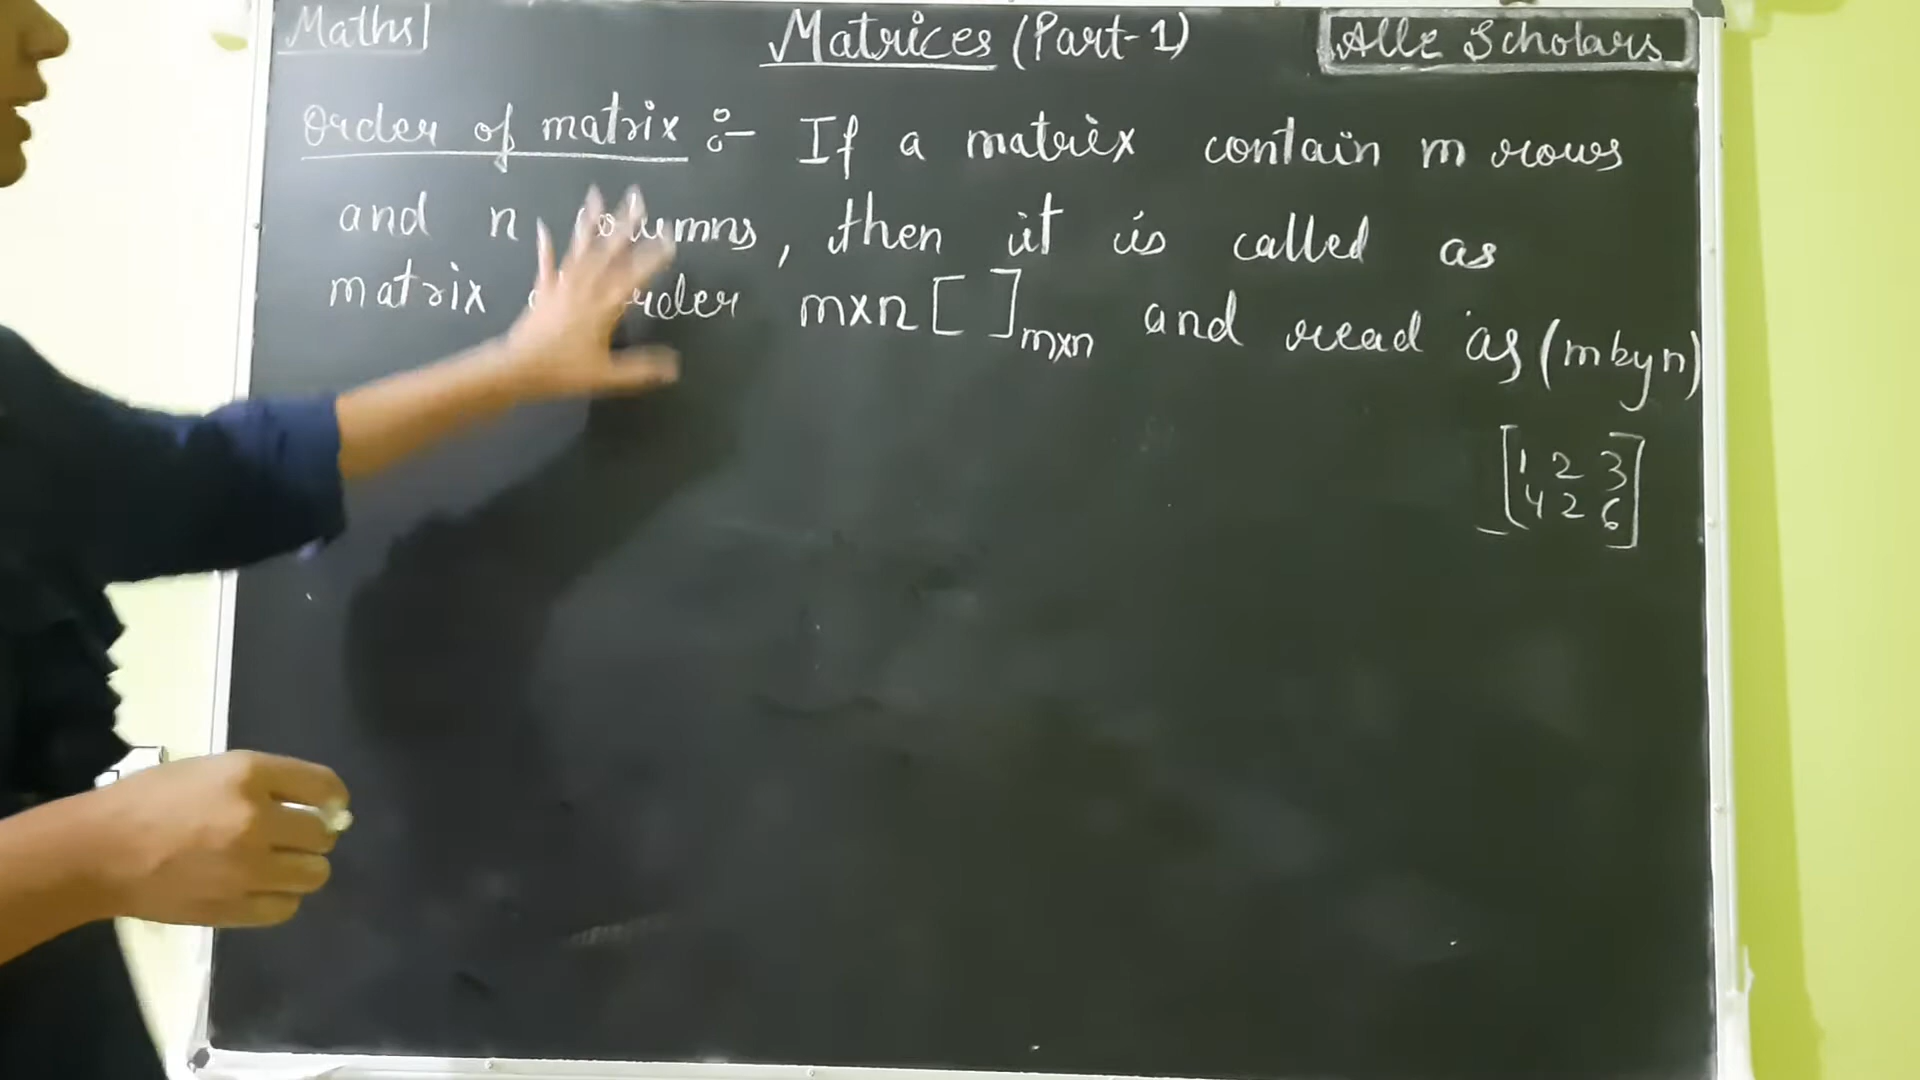 Maths
Matrices (Part-1)
Alle Scholars
Order of matrix :- If a matrix contain m rows
and n columns, then it is called as
matrix order m×n [ ]m×n and read as (m by n)
[1 2 3
4 2 6]